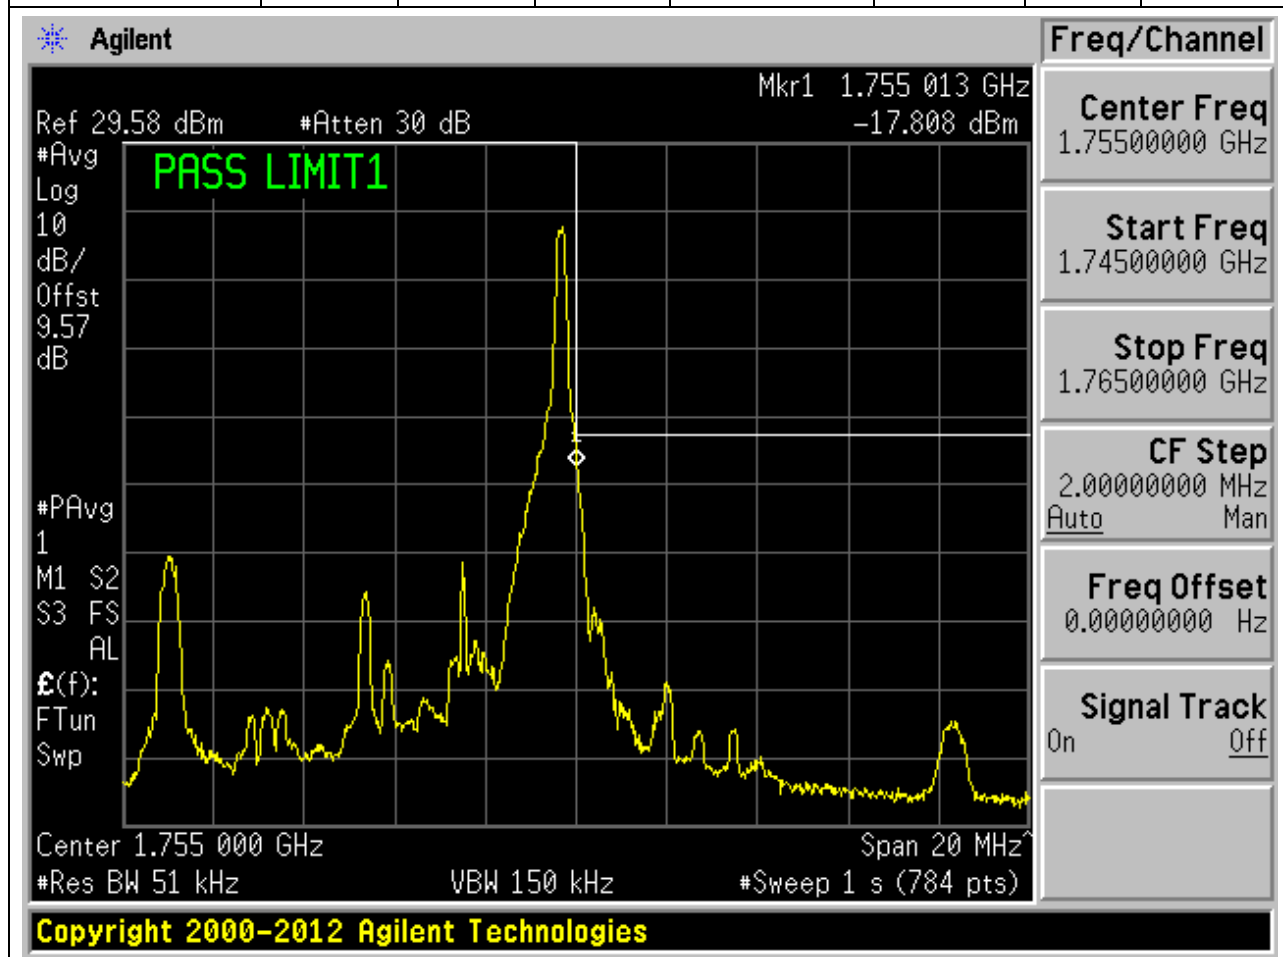 Agilent
Freq/Channel
Mkr1 1.755 013 GHz
Ref 29.58 dBm #Atten 30 dB -17.808 dBm
#Avg
Log
10
dB/
Offst
9.57
dB
PASS LIMIT1
1
#PAvg
1
M1 S2
S3 FS
AL
£(f):
FTun
Swp
Center 1.755 000 GHz Span 20 MHz^
#Res BW 51 kHz VBW 150 kHz #Sweep 1 s (784 pts)
Center Freq
1.75500000 GHz
Start Freq
1.74500000 GHz
Stop Freq
1.76500000 GHz
CF Step
2.00000000 MHz
Auto Man
Freq Offset
0.00000000 Hz
Signal Track
On Off
Copyright 2000-2012 Agilent Technologies